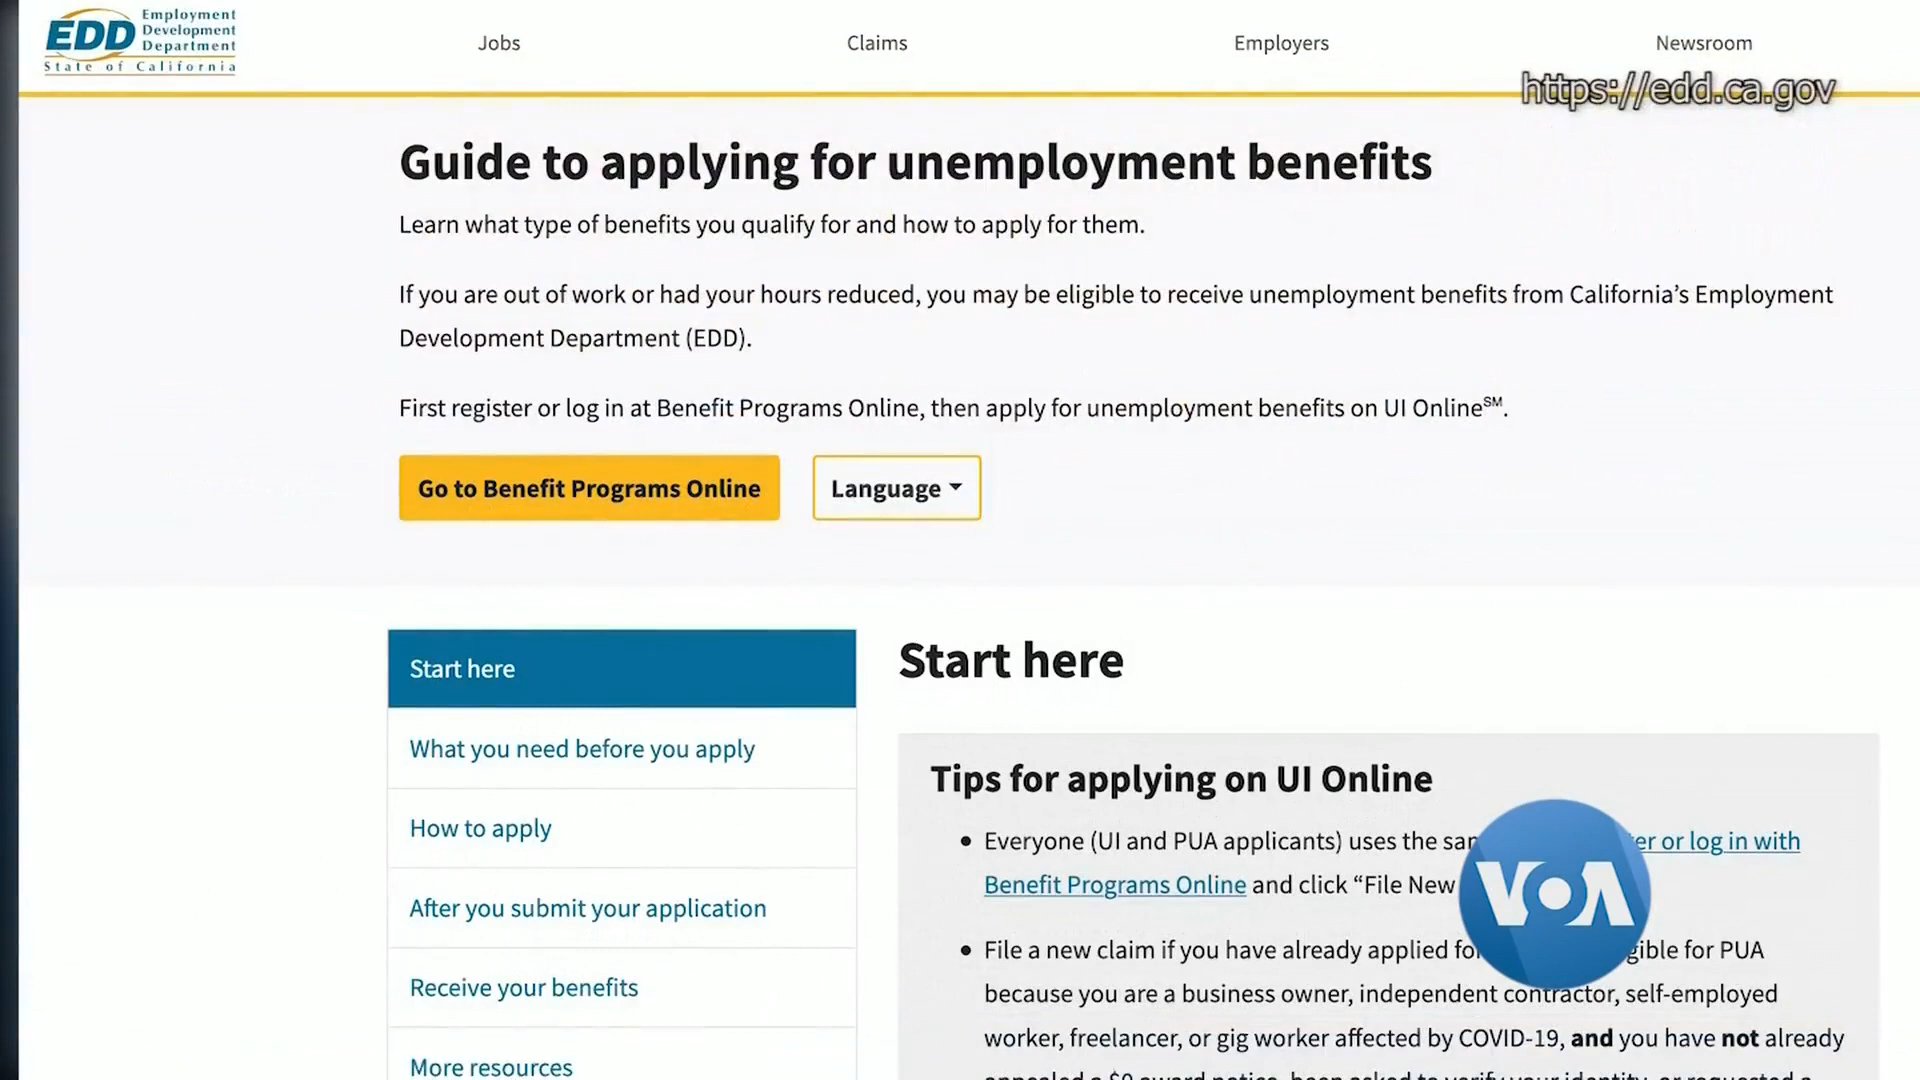 EDD
Employment
Development
Department
State of California
Jobs
Claims
Employers
Newsroom
https://edd.ca.gov
Guide to applying for unemployment benefits
Learn what type of benefits you qualify for and how to apply for them.
If you are out of work or had your hours reduced, you may be eligible to receive unemployment benefits from California’s Employment
Development Department (EDD).
First register or log in at Benefit Programs Online, then apply for unemployment benefits on UI Online℠.
Go to Benefit Programs Online
Language
Start here
What you need before you apply
How to apply
After you submit your application
Receive your benefits
More resources
Start here
Tips for applying on UI Online
Everyone (UI and PUA applicants) uses the or log in with
Benefit Programs Online and click “File New
File a new claim if you have already applied for PUA
because you are a business owner, independent contractor, self-employed
worker, freelancer, or gig worker affected by COVID-19, and you have not already
VOA